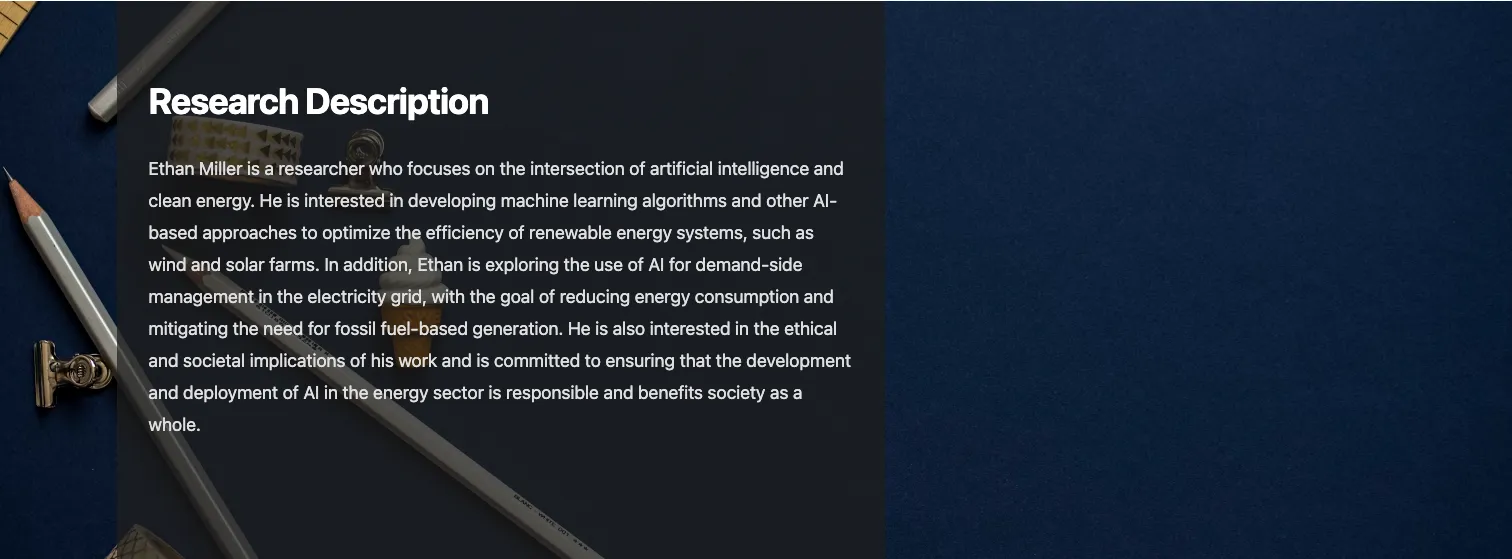 Research Description
Ethan Miller is a researcher who focuses on the intersection of artificial intelligence and
clean energy. He is interested in developing machine learning algorithms and other AI-
based approaches to optimize the efficiency of renewable energy systems, such as
wind and solar farms. In addition, Ethan is exploring the use of AI for demand-side
management in the electricity grid, with the goal of reducing energy consumption and
mitigating the need for fossil fuel-based generation. He is also interested in the ethical
and societal implications of his work and is committed to ensuring that the development
and deployment of AI in the energy sector is responsible and benefits society as a
whole.